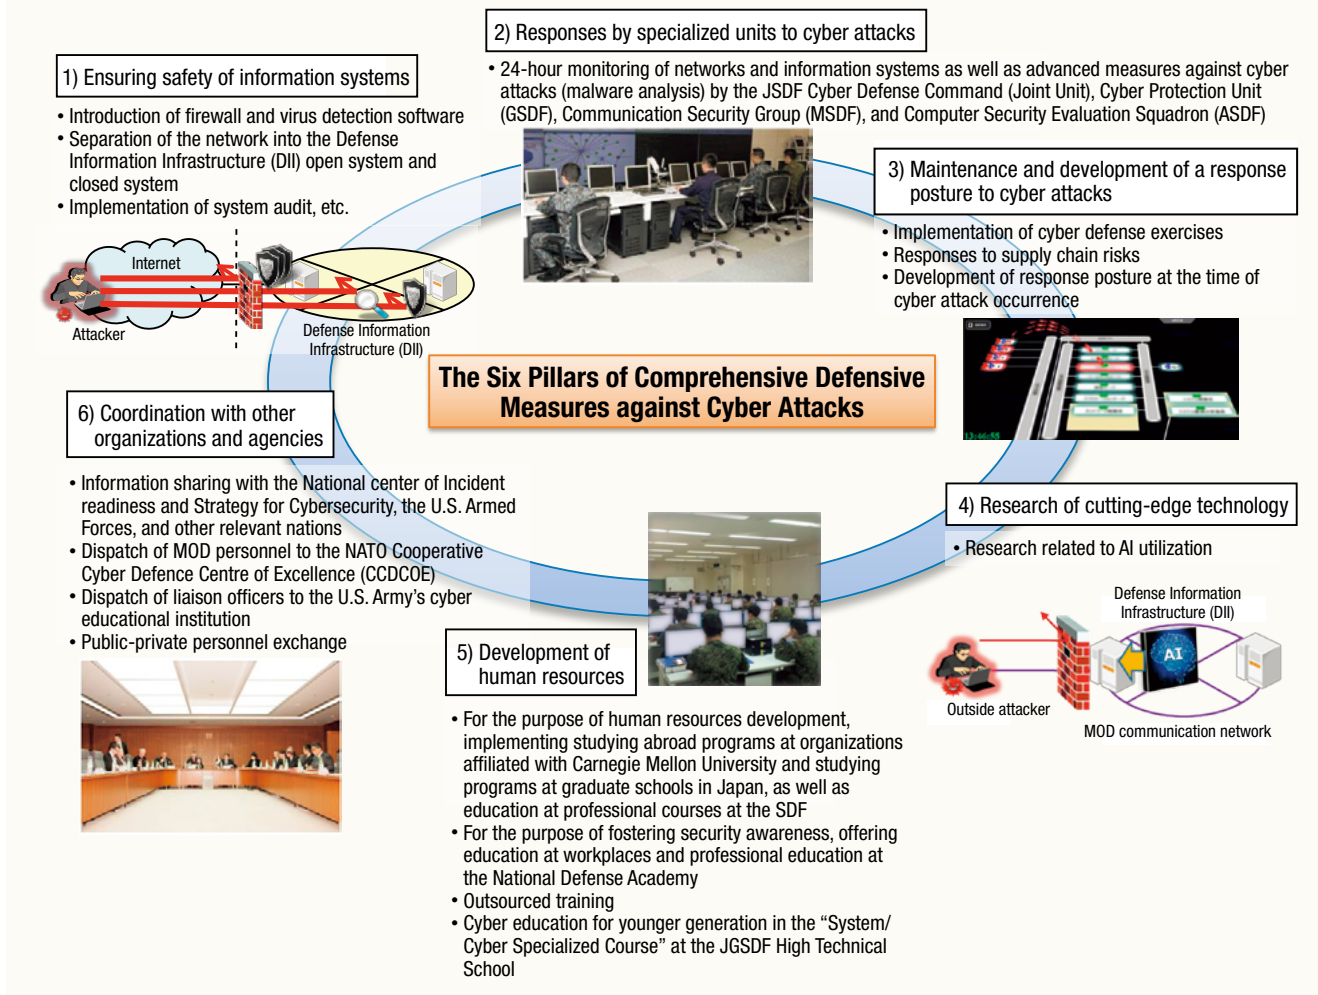 1) Ensuring safety of information systems
• Introduction of firewall and virus detection software
• Separation of the network into the Defense
Information Infrastructure (DII) open system and
closed system
• Implementation of system audit, etc.
Internet
Attacker
Defense Information
Infrastructure (DII)
2) Responses by specialized units to cyber attacks
• 24-hour monitoring of networks and information systems as well as advanced measures against cyber
attacks (malware analysis) by the JSDF Cyber Defense Command (Joint Unit), Cyber Protection Unit
(GSDF), Communication Security Group (MSDF), and Computer Security Evaluation Squadron (ASDF)
3) Maintenance and development of a response
posture to cyber attacks
• Implementation of cyber defense exercises
• Responses to supply chain risks
• Development of response posture at the time of
cyber attack occurrence
13:46:55
The Six Pillars of Comprehensive Defensive
Measures against Cyber Attacks
4) Research of cutting-edge technology
• Research related to AI utilization
Defense Information
Infrastructure (DII)
AI
Outside attacker
MOD communication network
5) Development of
human resources
• For the purpose of human resources development,
implementing studying abroad programs at organizations
affiliated with Carnegie Mellon University and studying
programs at graduate schools in Japan, as well as
education at professional courses at the SDF
• For the purpose of fostering security awareness, offering
education at workplaces and professional education at
the National Defense Academy
• Outsourced training
• Cyber education for younger generation in the “System/
Cyber Specialized Course” at the JGSDF High Technical
School
6) Coordination with other
organizations and agencies
• Information sharing with the National center of Incident
readiness and Strategy for Cybersecurity, the U.S. Armed
Forces, and other relevant nations
• Dispatch of MOD personnel to the NATO Cooperative
Cyber Defence Centre of Excellence (CCDCOE)
• Dispatch of liaison officers to the U.S. Army’s cyber
educational institution
• Public-private personnel exchange